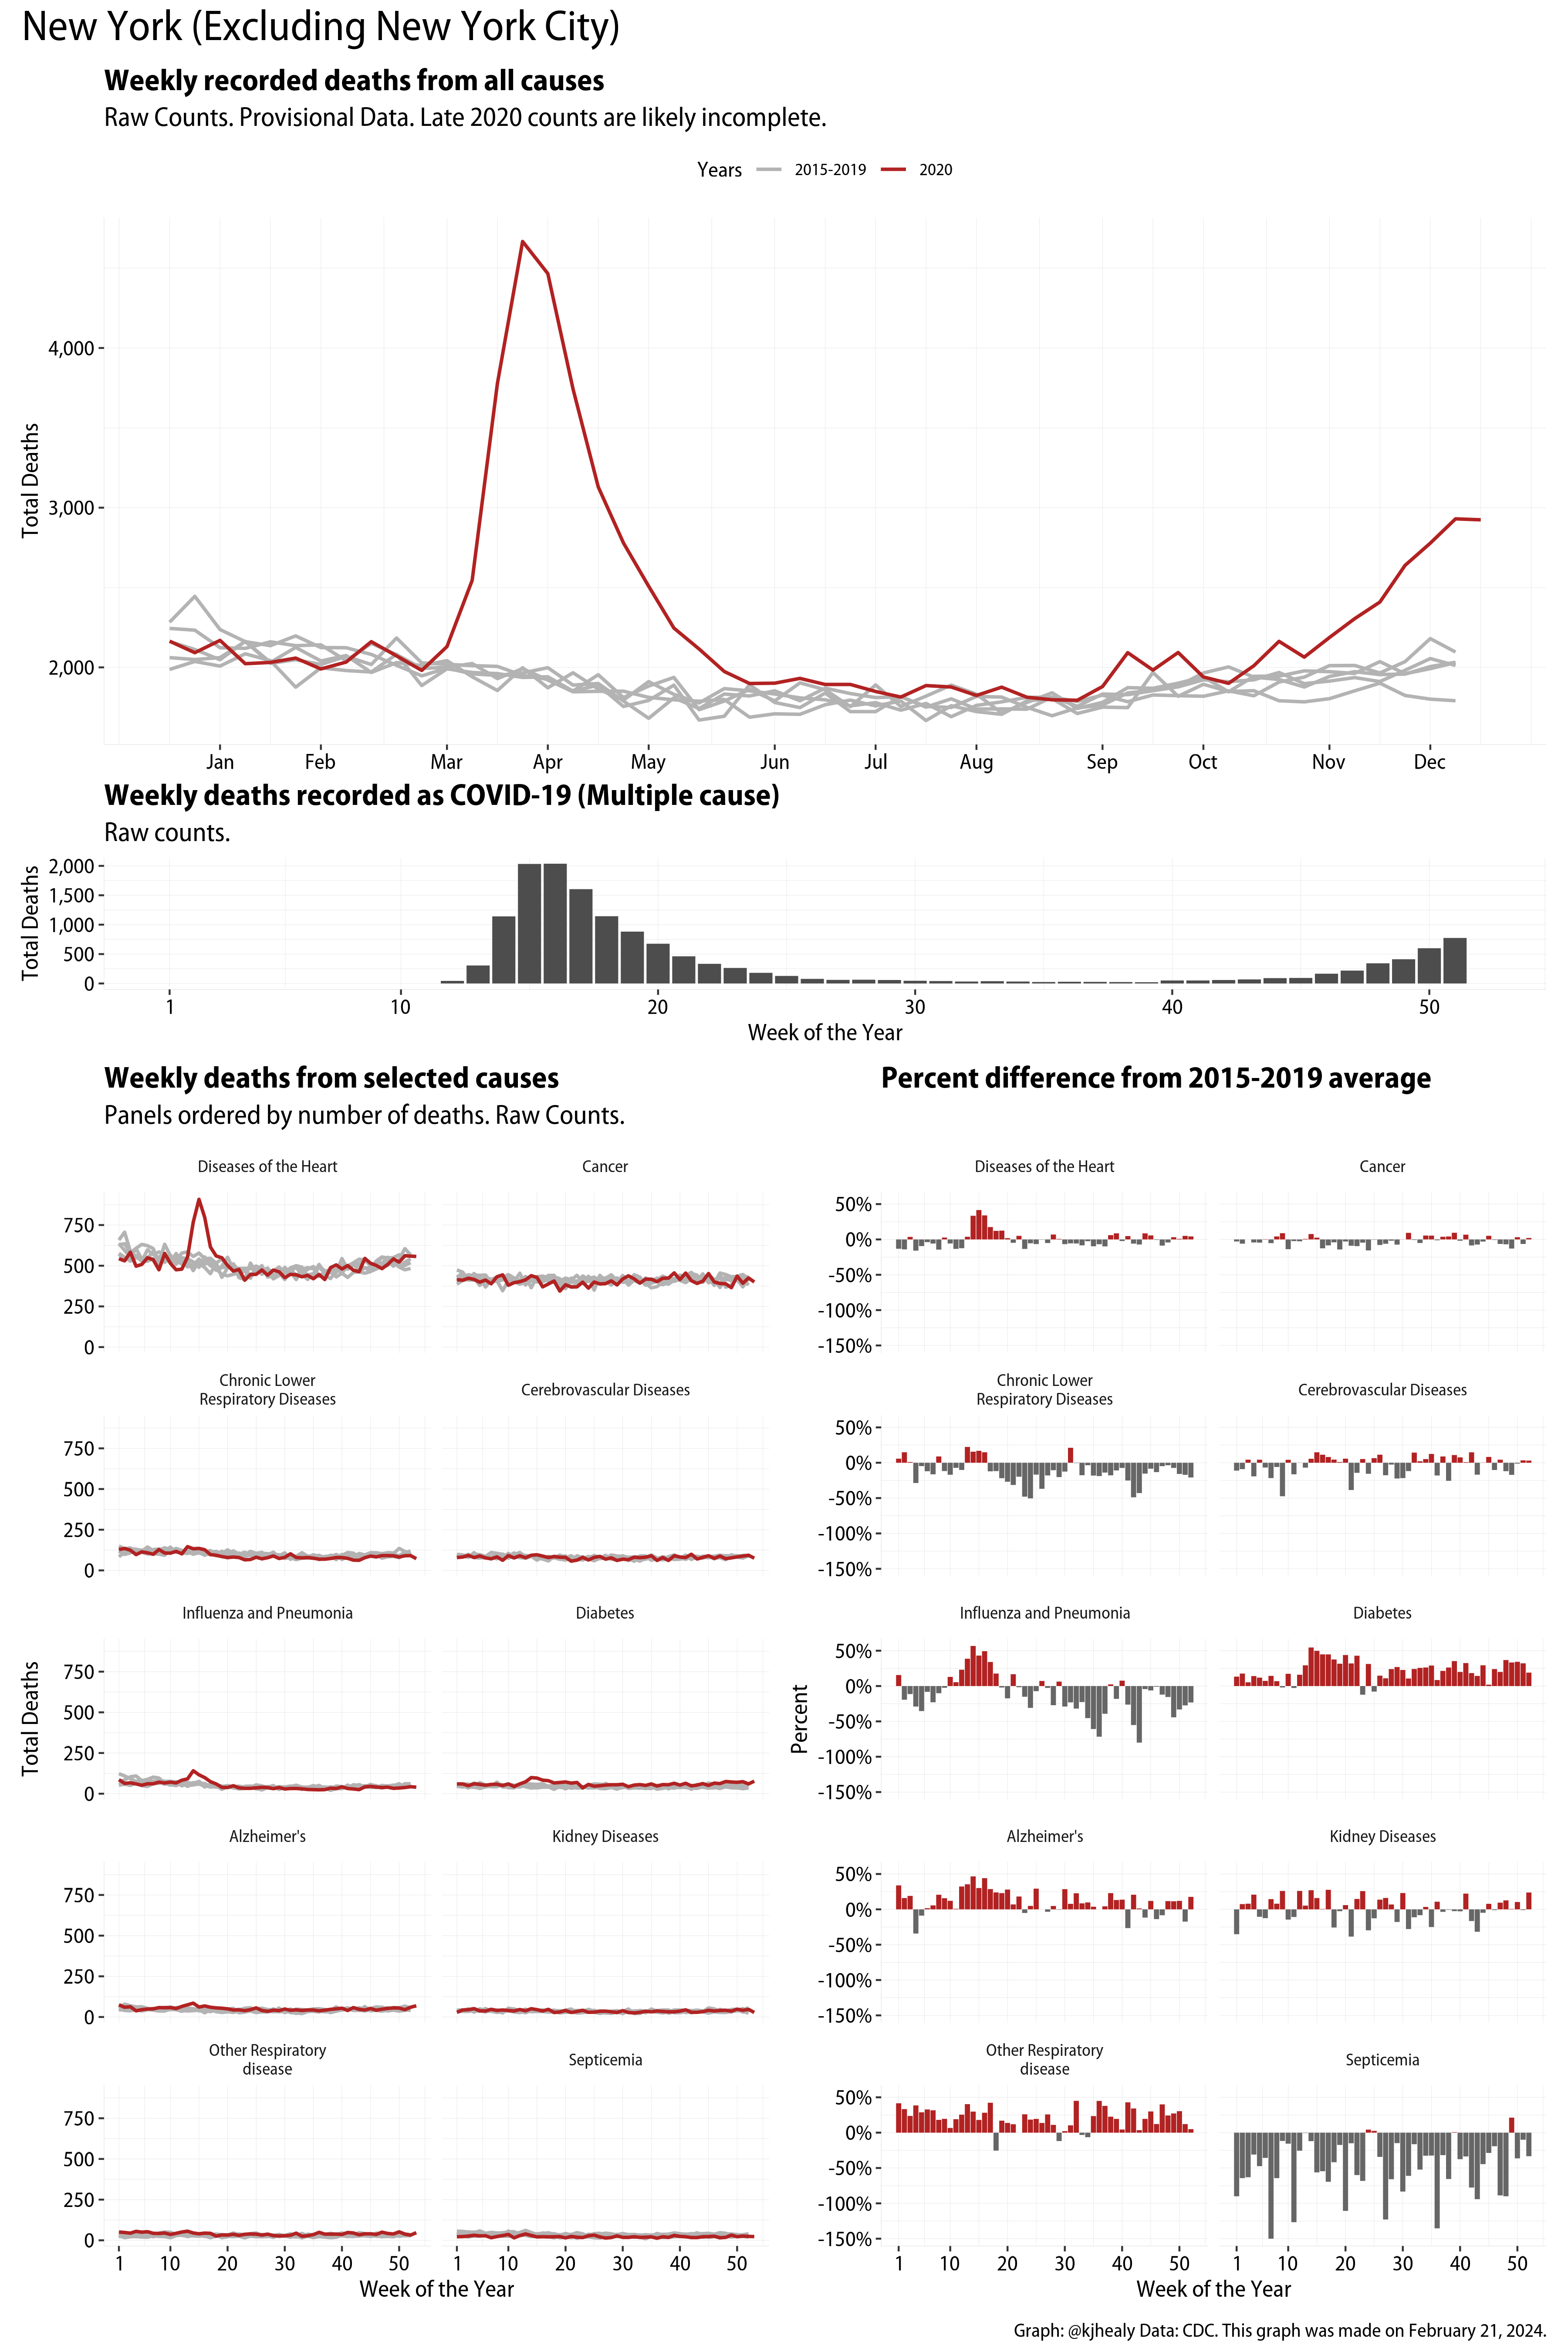 New York (Excluding New York City)
Weekly recorded deaths from all causes
Raw Counts. Provisional Data. Late 2020 counts are likely incomplete.
Years 2015-2019 2020
Total Deaths
4,000
3,000
2,000
Jan Feb Mar Apr May Jun Jul Aug Sep Oct Nov Dec
Weekly deaths recorded as COVID-19 (Multiple cause)
Raw counts.
Total Deaths
2,000
1,500
1,000
500
0
1 10 20 30 40 50
Week of the Year
Weekly deaths from selected causes
Panels ordered by number of deaths. Raw Counts.
Total Deaths
Diseases of the Heart Cancer
750
500
250
0
Chronic Lower
Respiratory Diseases
Cerebrovascular Diseases
750
500
250
0
Influenza and Pneumonia Diabetes
750
500
250
0
Alzheimer's Kidney Diseases
750
500
250
0
Other Respiratory
disease
Septicemia
750
500
250
0
1 10 20 30 40 50 1 10 20 30 40 50
Week of the Year
Percent difference from 2015-2019 average
Percent
Diseases of the Heart Cancer
50%
0%
-50%
-100%
-150%
Chronic Lower
Respiratory Diseases
Cerebrovascular Diseases
50%
0%
-50%
-100%
-150%
Influenza and Pneumonia Diabetes
50%
0%
-50%
-100%
-150%
Alzheimer's Kidney Diseases
50%
0%
-50%
-100%
-150%
Other Respiratory
disease
Septicemia
50%
0%
-50%
-100%
-150%
1 10 20 30 40 50 1 10 20 30 40 50
Week of the Year
Graph: @kjhealy Data: CDC. This graph was made on February 21, 2024.